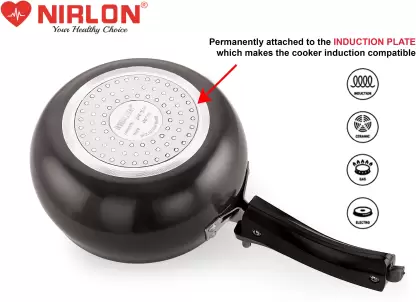 NIRLON
Your Healthy Choice
Permanently attached to the INDUCTION PLATE
which makes the cooker induction compatible
INDUCTION
CERAMIC
GAS
ELECTRIC